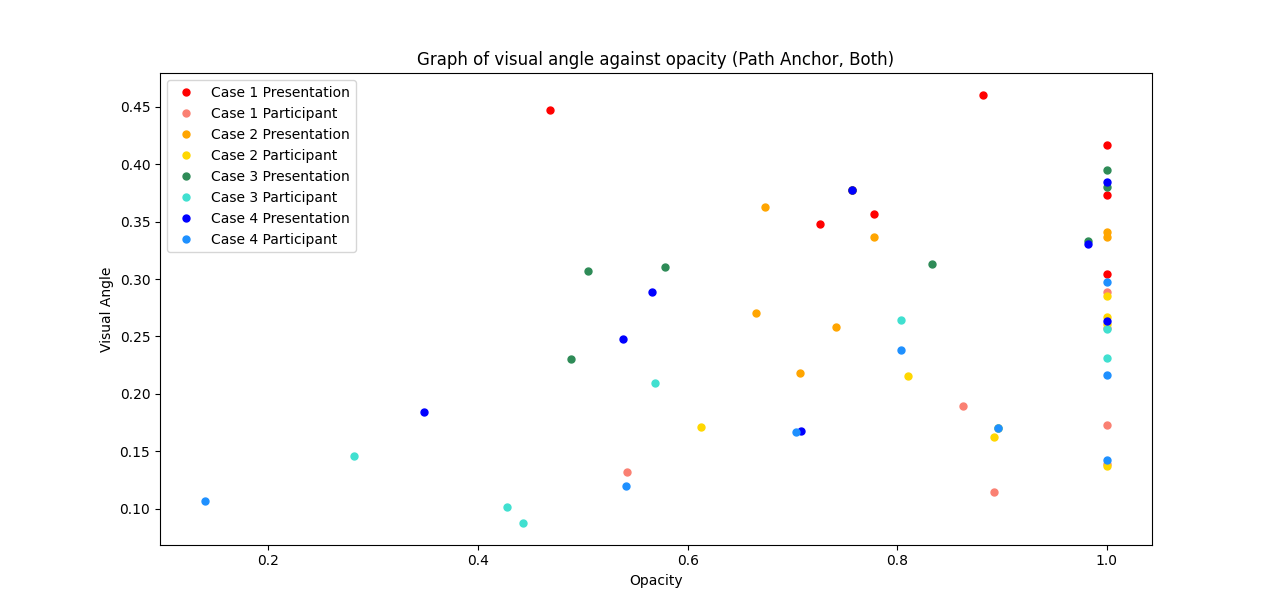 Graph of visual angle against opacity (Path Anchor, Both)
Case 1 Presentation
Case 1 Participant
Case 2 Presentation
Case 2 Participant
Case 3 Presentation
Case 3 Participant
Case 4 Presentation
Case 4 Participant
0.45
0.40
0.35
0.30
0.25
0.20
0.15
0.10
Visual Angle
0.2
0.4
0.6
0.8
1.0
Opacity